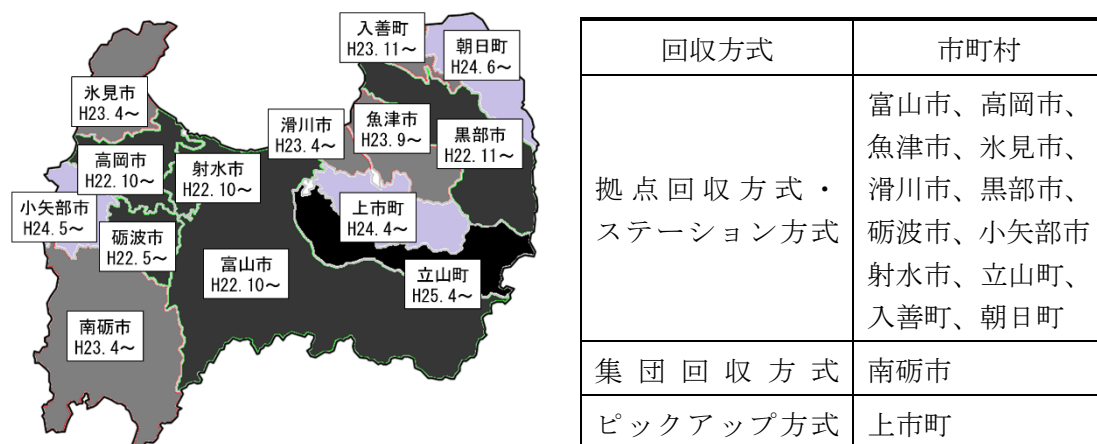 入善町
H23.11～
朝日町
H24.6～
氷見市
H23.4～
滑川市
H23.4～
魚津市
H23.9～
黒部市
H22.11～
高岡市
H22.10～
射水市
H22.10～
小矢部市
H24.5～
砺波市
H22.5～
上市町
H24.4～
富山市
H22.10～
立山町
H25.4～
南砺市
H23.4～
回収方式
市町村
拠点回収方式・
ステーション方式
富山市、高岡市、
魚津市、氷見市、
滑川市、黒部市、
砺波市、小矢部市
射水市、立山町、
入善町、朝日町
集団回収方式
南砺市
ピックアップ方式
上市町